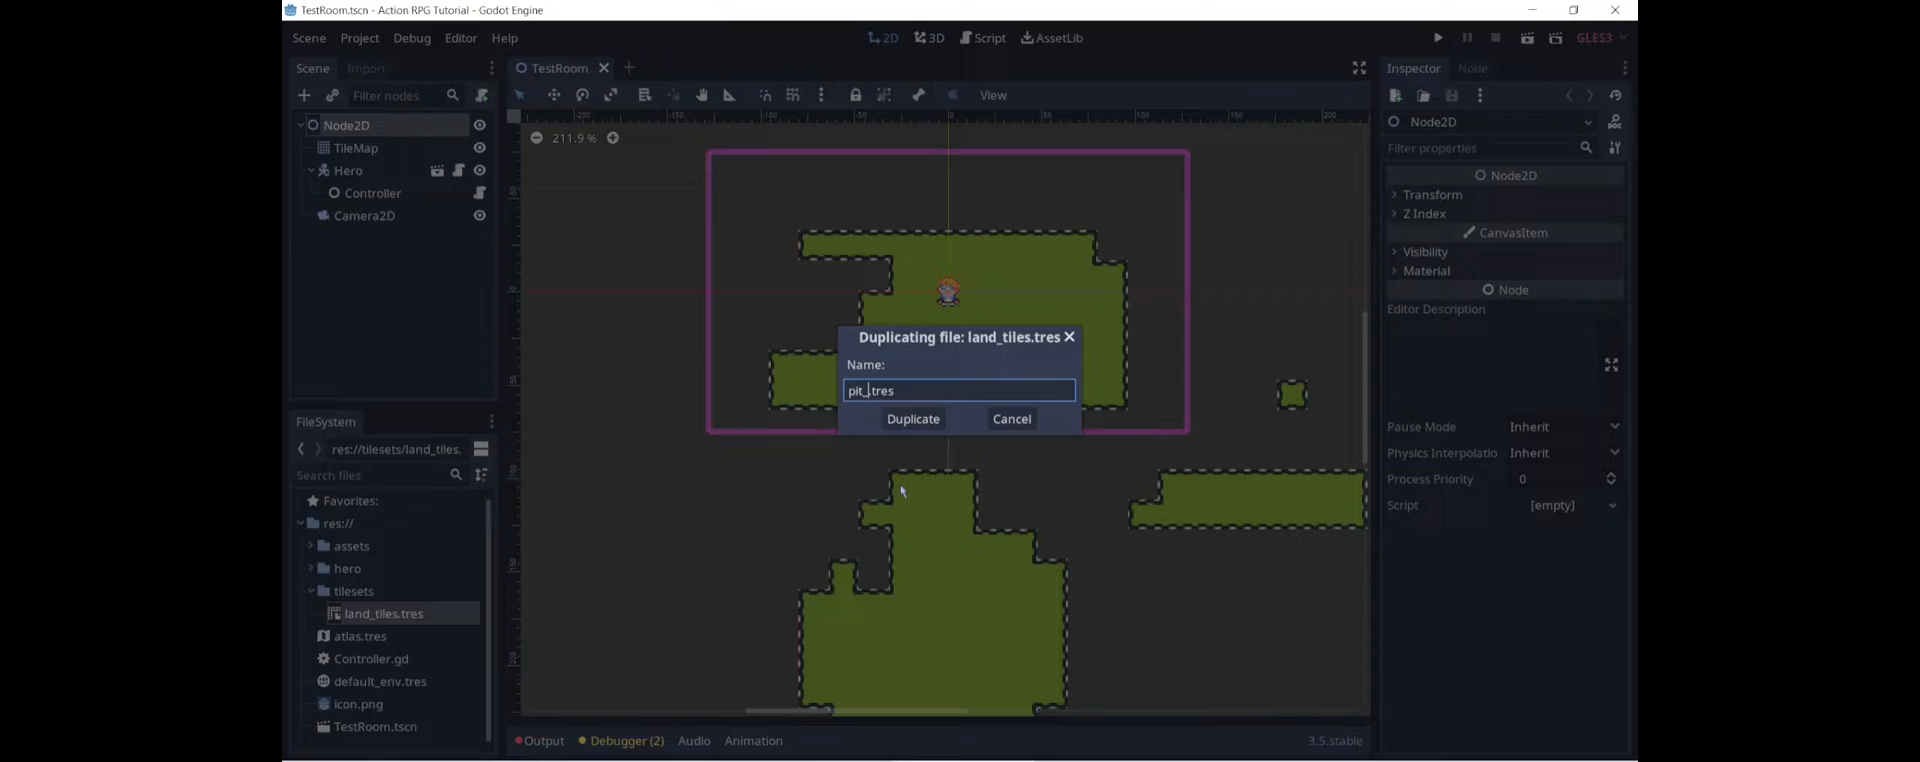 TestRoom.tscn - Action RPG Tutorial - Godot Engine
Scene Project Debug Editor Help
2D 3D Script AssetLib
GLES3
Scene Import
TestRoom
Inspector Node
Filter nodes
View
Node2D
TileMap
Hero
Controller
Camera2D
211.9 %
Node2D
Filter properties
Node2D
Transform
Z Index
CanvasItem
Visibility
Material
Node
Editor Description
Pause Mode Inherit
Physics Interpolatio Inherit
Process Priority 0
Script [empty]
Duplicating file: land_tiles.tres
Name:
pit_.tres
Duplicate Cancel
FileSystem
res://tilesets/land_tiles.
Search files
Favorites:
res://
assets
hero
tilesets
land_tiles.tres
atlas.tres
Controller.gd
default_env.tres
icon.png
TestRoom.tscn
Output Debugger (2) Audio Animation
3.5.stable